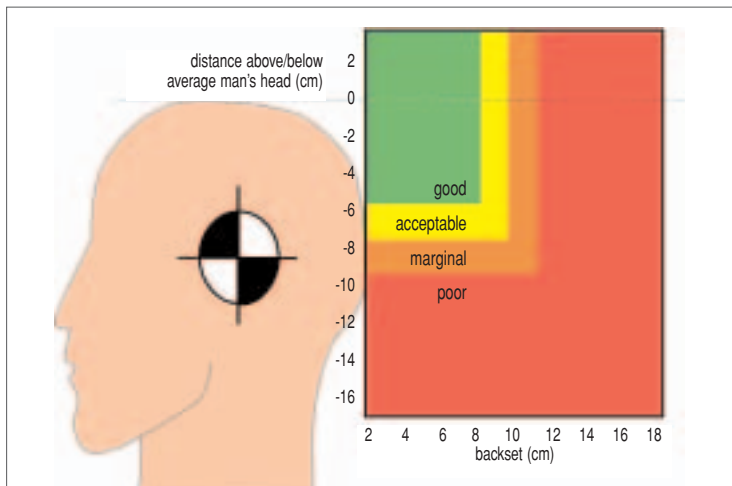 distance above/below
average man's head (cm)
2
0
-2
-4
-6
-8
-10
-12
-14
-16
good
acceptable
marginal
poor
2 4 6 8 10 12 14 16 18
backset (cm)